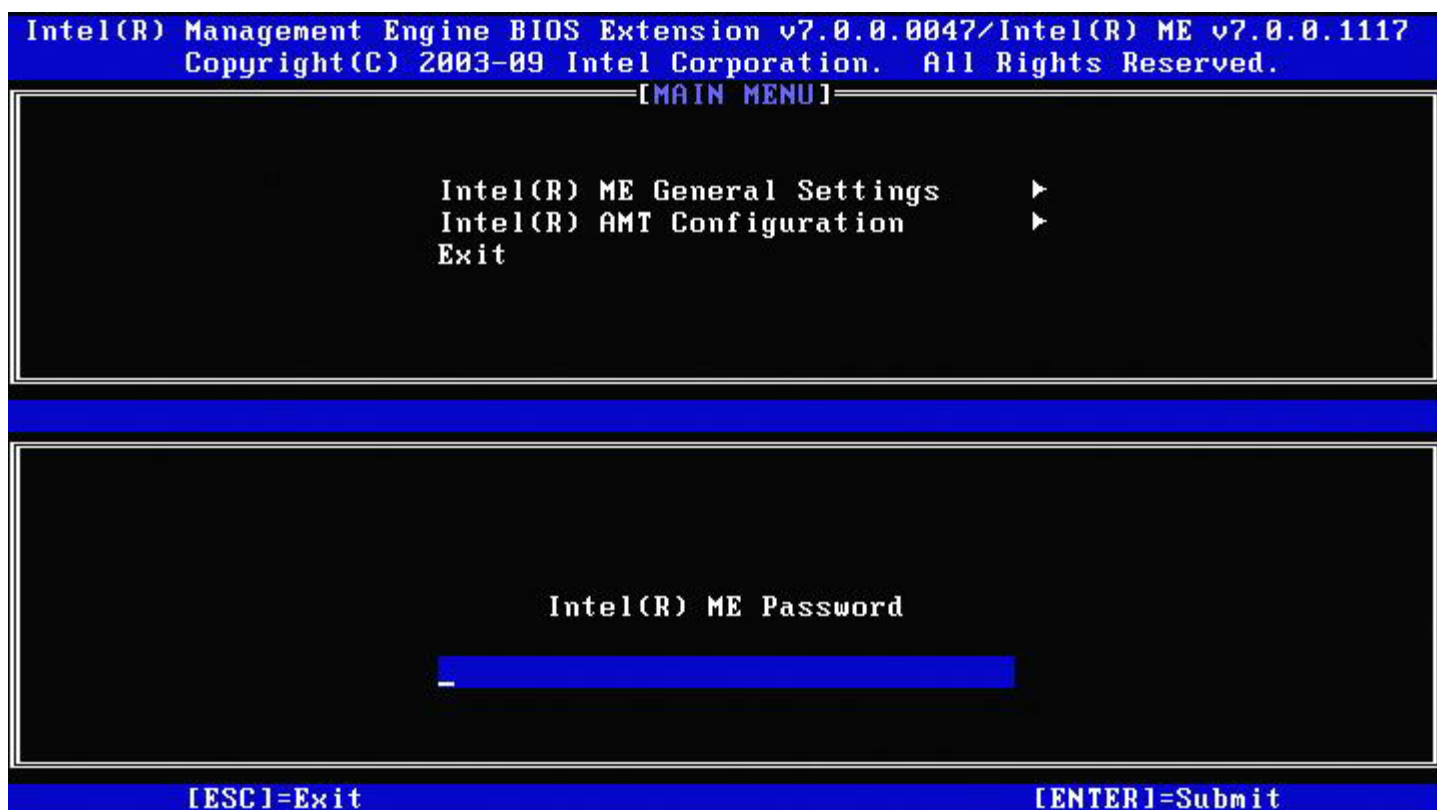 Intel(R) Management Engine BIOS Extension v7.0.0.0047/Intel(R) ME v7.0.0.1117
Copyright(C) 2003-09 Intel Corporation. All Rights Reserved.
[MAIN MENU]
Intel(R) ME General Settings ►
Intel(R) AMT Configuration ►
Exit
Intel(R) ME Password
[ESC]=Exit [ENTER]=Submit